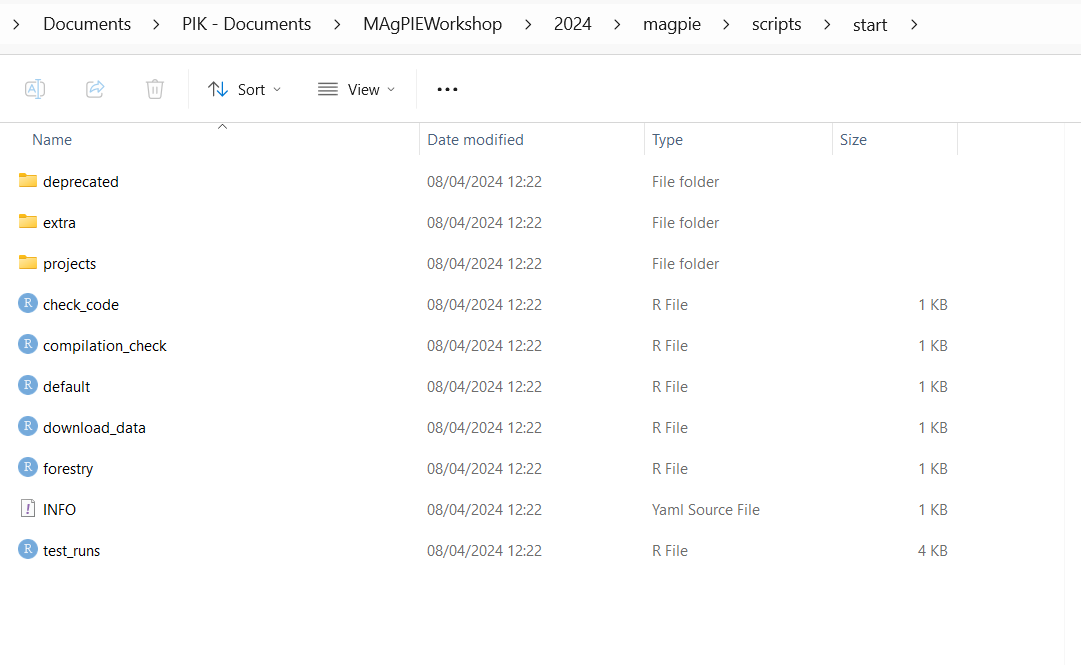 Documents > PIK - Documents > MAgPIEWorkshop > 2024 > magpie > scripts > start >
Sort View •••
Name Date modified Type Size
deprecated 08/04/2024 12:22 File folder
extra 08/04/2024 12:22 File folder
projects 08/04/2024 12:22 File folder
R check_code 08/04/2024 12:22 R File 1 KB
R compilation_check 08/04/2024 12:22 R File 1 KB
R default 08/04/2024 12:22 R File 1 KB
R download_data 08/04/2024 12:22 R File 1 KB
R forestry 08/04/2024 12:22 R File 1 KB
! INFO 08/04/2024 12:22 Yaml Source File 1 KB
R test_runs 08/04/2024 12:22 R File 4 KB